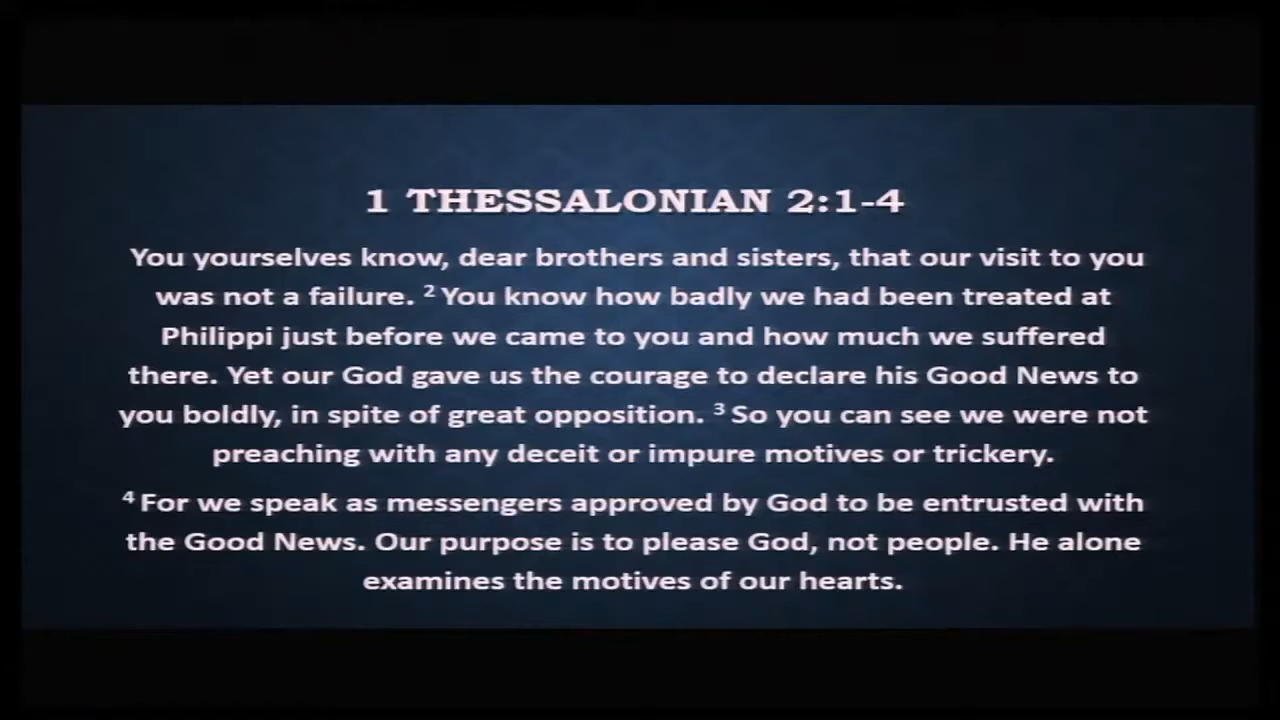 1 THESSALONIAN 2:1-4
You yourselves know, dear brothers and sisters, that our visit to you
was not a failure. ² You know how badly we had been treated at
Philippi just before we came to you and how much we suffered
there. Yet our God gave us the courage to declare his Good News to
you boldly, in spite of great opposition. ³ So you can see we were not
preaching with any deceit or impure motives or trickery.
⁴ For we speak as messengers approved by God to be entrusted with
the Good News. Our purpose is to please God, not people. He alone
examines the motives of our hearts.